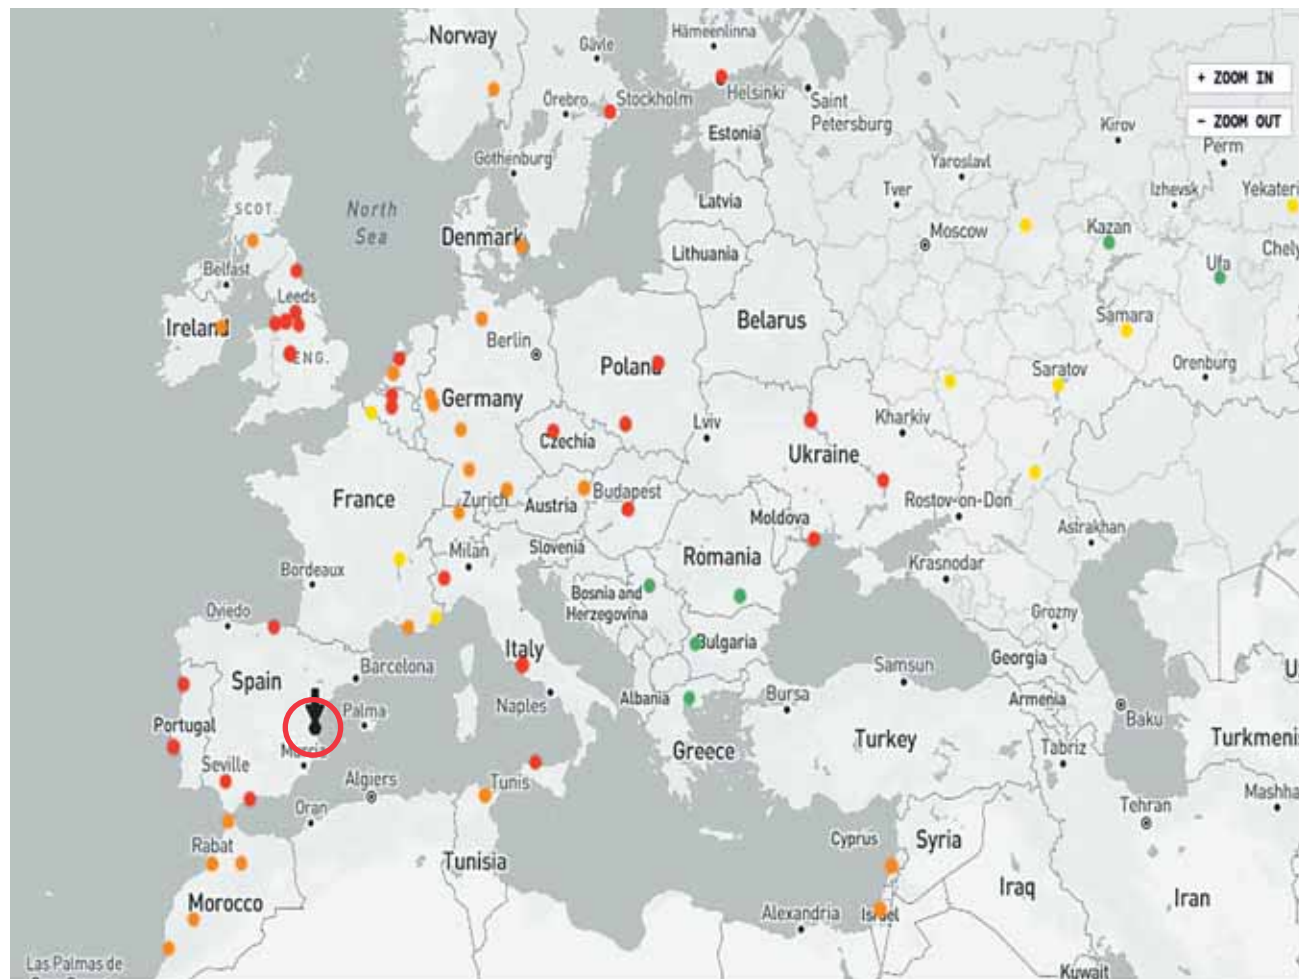 Norway
Gävle
Hämeenlinna
+ ZOOM IN
Örebro
Stockholm
Helsinki
Saint
Petersburg
- ZOOM OUT
Estonia
Kirov
Perm
Gothenburg
Yaroslavl
Tver
Izhevsk
Yekateri
SCOT.
North
Sea
Latvia
Denmark
Moscow
Kazan
Lithuania
Chely
Belfast
Ufa
Leeds
Ireland
Belarus
Samara
Berlin
ENG.
Poland
Saratov
Orenburg
Germany
Lviv
Kharkiv
Czechia
Ukraine
France
Zurich
Austria
Budapest
Rostov-on-Don
Moldova
Astrakhan
Milan
Slovenia
Romania
Bordeaux
Krasnodar
Bosnia and
Herzegovina
Oviedo
Grozny
Italy
Bulgaria
Georgia
Barcelona
Samsun
Spain
Albania
Bursa
Armenia
Naples
Palma
Baku
Portugal
Greece
Turkey
Tabriz
Turkmeni
Murcia
Seville
Algiers
Tunis
Oran
Tehran
Mashha
Rabat
Cyprus
Syria
Tunisia
Iraq
Iran
Morocco
Alexandria
Israel
Las Palmas de
Kuwait